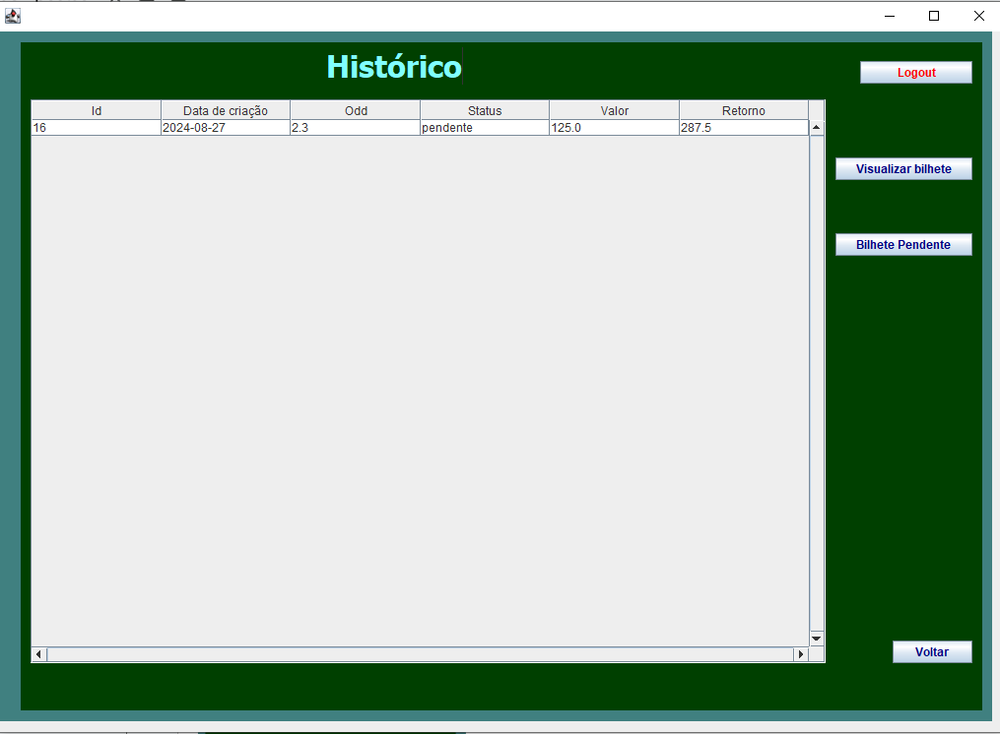 Histórico
Logout
Id Data de criação Odd Status Valor Retorno
16 2024-08-27 2.3 pendente 125.0 287.5
Visualizar bilhete
Bilhete Pendente
Voltar